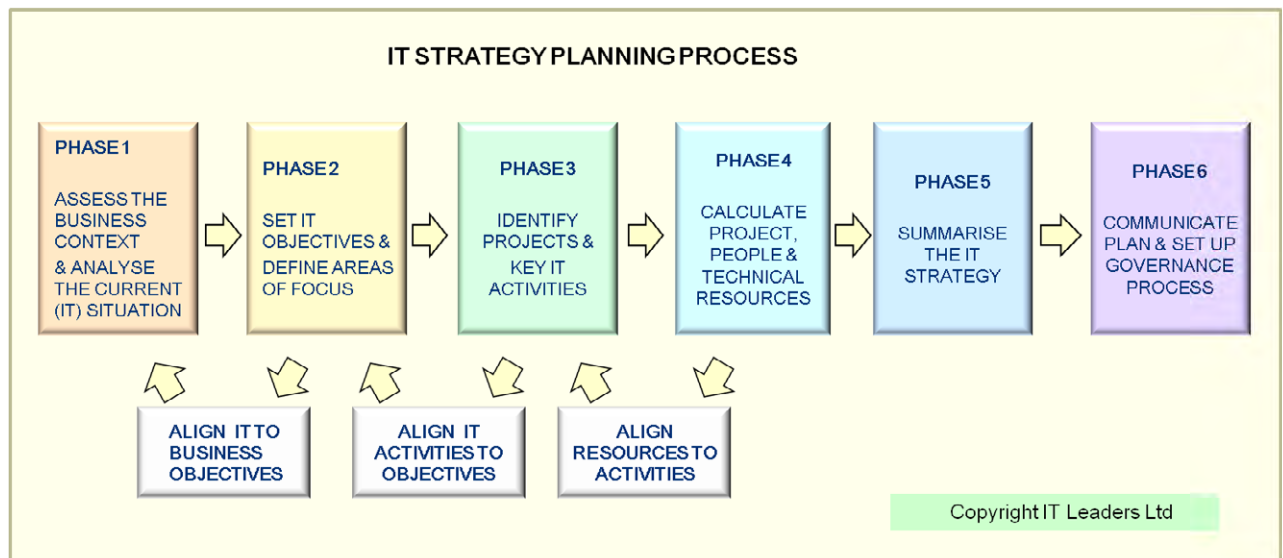 IT STRATEGY PLANNING PROCESS
PHASE 1
ASSESS THE
BUSINESS
CONTEXT
& ANALYSE
THE CURRENT
(IT) SITUATION
PHASE 2
SET IT
OBJECTIVES &
DEFINE AREAS
OF FOCUS
PHASE 3
IDENTIFY
PROJECTS &
KEY IT
ACTIVITIES
PHASE 4
CALCULATE
PROJECT,
PEOPLE &
TECHNICAL
RESOURCES
PHASE 5
SUMMARISE
THE IT
STRATEGY
PHASE 6
COMMUNICATE
PLAN & SET UP
GOVERNANCE
PROCESS
ALIGN IT TO
BUSINESS
OBJECTIVES
ALIGN IT
ACTIVITIES TO
OBJECTIVES
ALIGN
RESOURCES TO
ACTIVITIES
Copyright IT Leaders Ltd